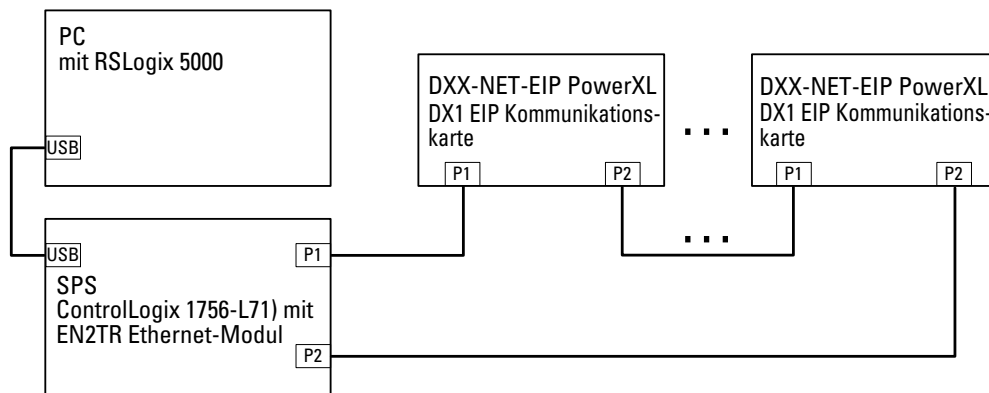 PC
mit RSLogix 5000
USB
DXX-NET-EIP PowerXL
DX1 EIP Kommunikations-
karte
P1
P2
...
DXX-NET-EIP PowerXL
DX1 EIP Kommunikations-
karte
P1
P2
...
USB
P1
SPS
ControlLogix 1756-L71) mit
EN2TR Ethernet-Modul
P2